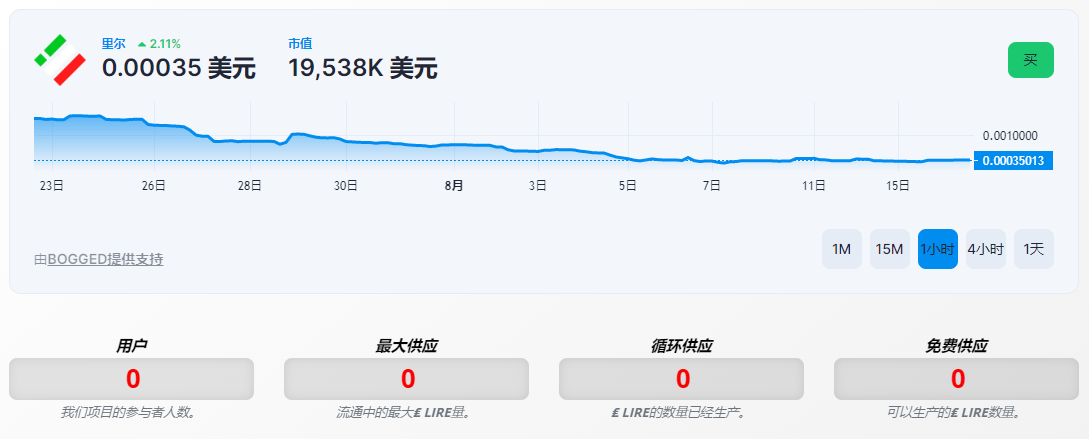 里尔 ▲ 2.11%
0.00035 美元
市值
19,538K 美元
买
0.0010000
0.00035013
23日 26日 28日 30日 8月 3日 5日 7日 11日 15日
由BOGGED提供支持
1M 15M 1小时 4小时 1天
用户
0
我们项目的参与者人数。
最大供应
0
流通中的最大₤ LIRE量。
循环供应
0
₤ LIRE的数量已经生产。
免费供应
0
可以生产的₤ LIRE数量。